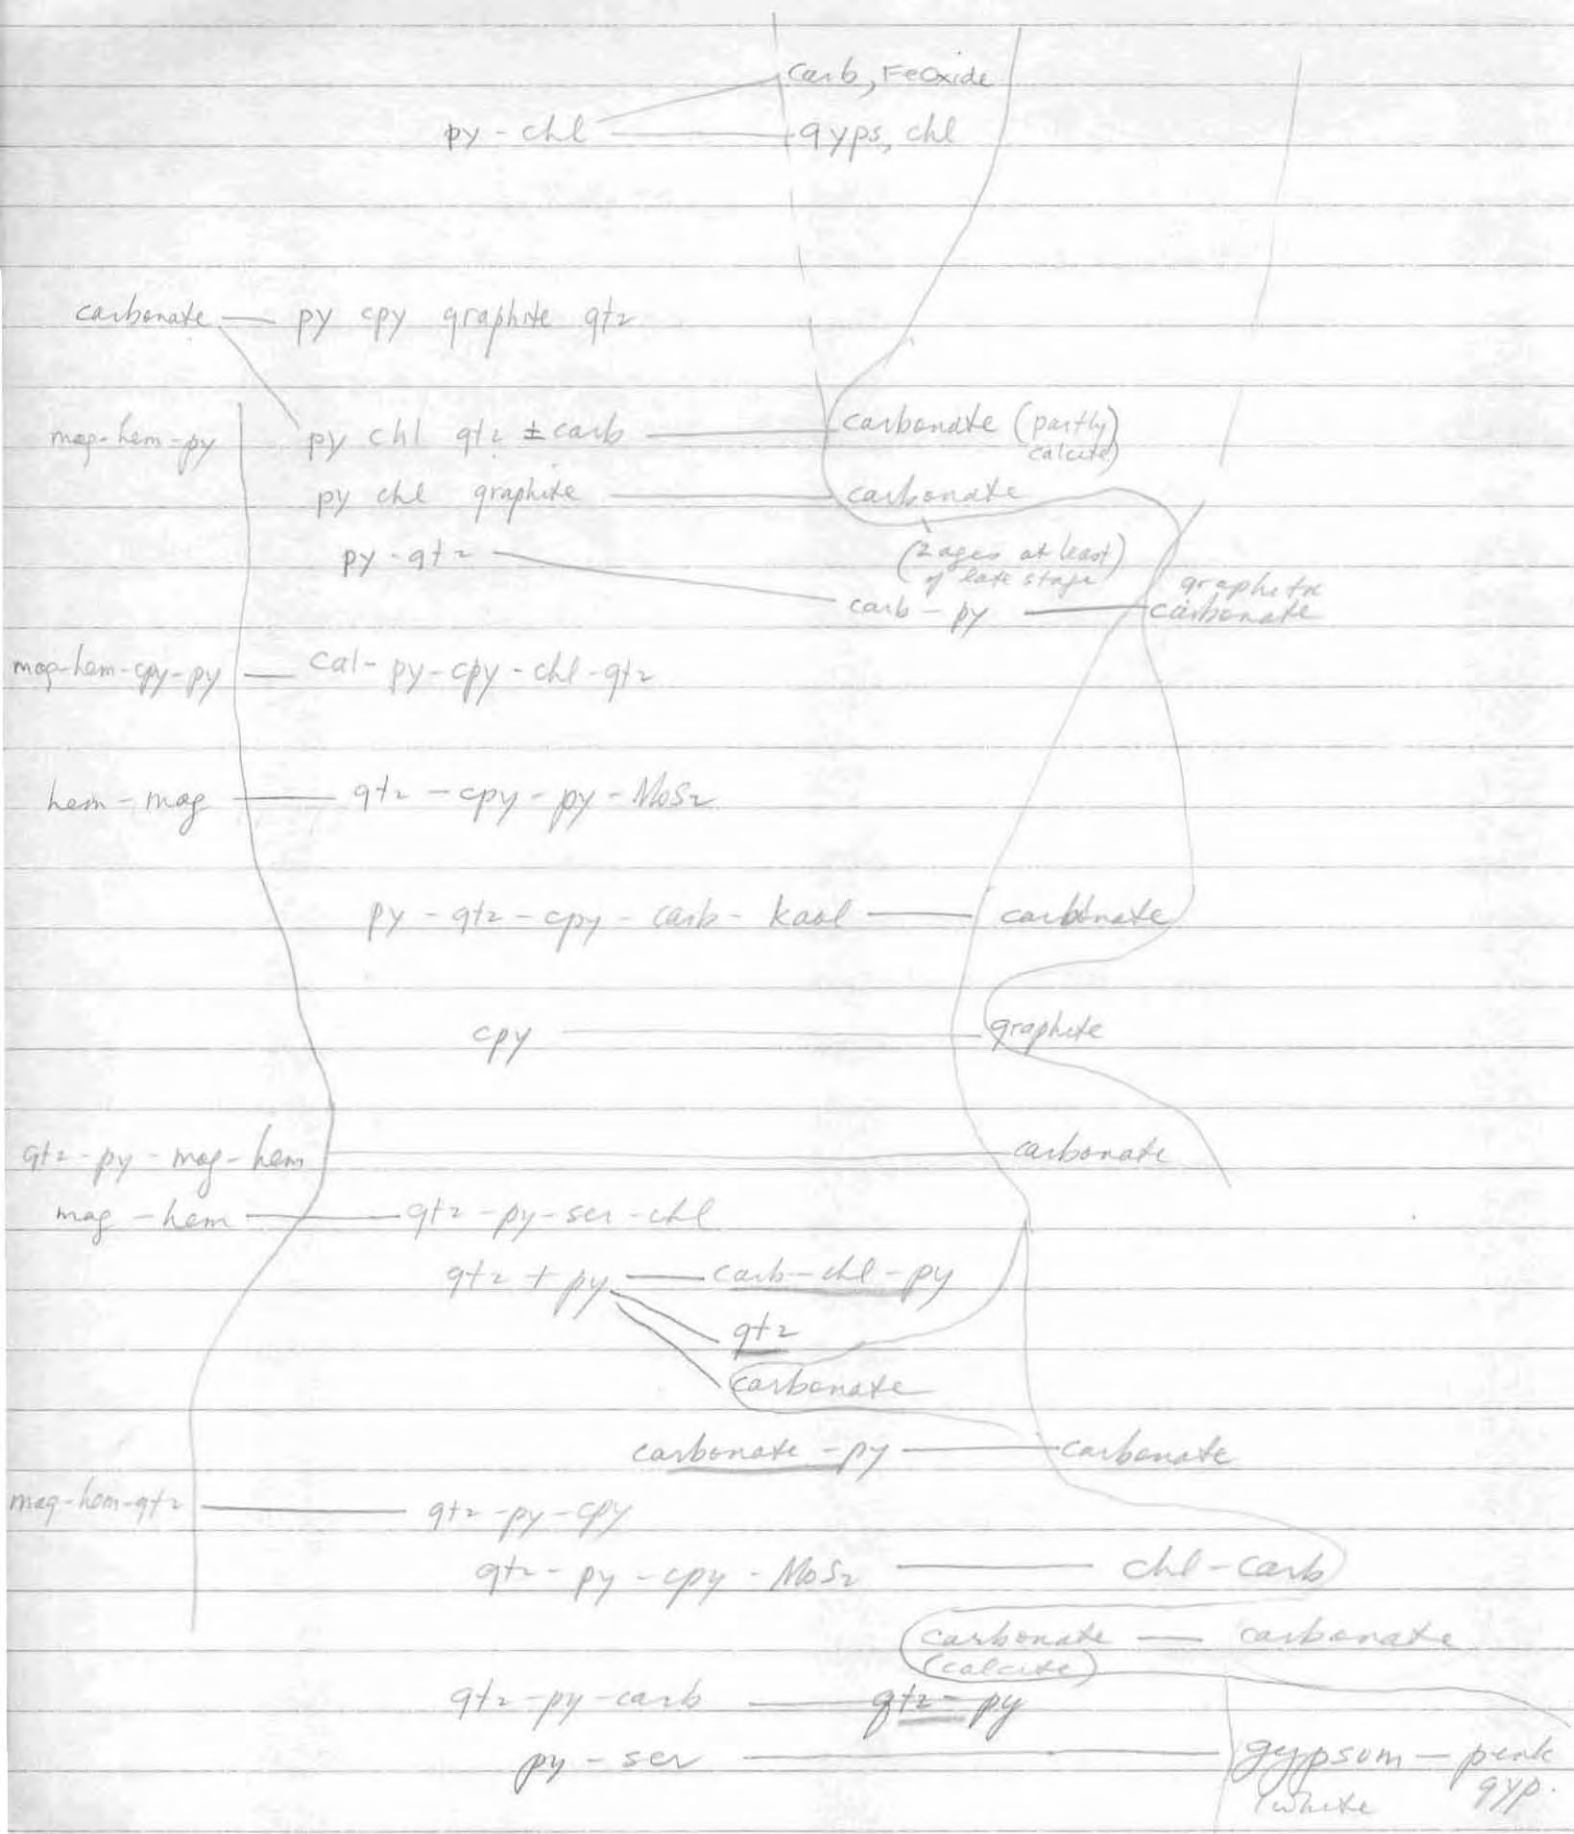 carb, FeOxide
py - chl gyps, chl
carbonate py cpy graphite qtz
mag-hem-py py chl qtz ± carb carbonate (partly
calcite)
py chl graphite carbonate
py - qtz (2 ages at least)
of late stage graphite
carb - py carbonate
mag-hem-cpy-py cal - py - cpy - chl - qtz
hem - mag qtz - cpy - py - MoS2
py - qtz - cpy - carb - kaol carbonate
cpy graphite
qtz - py - mag - hem carbonate
mag - hem qtz - py - ser - chl
qtz + py carb - chl - py
qtz
carbonate
carbonate - py carbonate
mag-hem-qtz qtz - py - cpy
qtz - py - cpy - MoS2 chl - carb
carbonate — carbonate
(calcite)
qtz - py - carb qtz - py
py - ser gypsum — pink
white gyp.